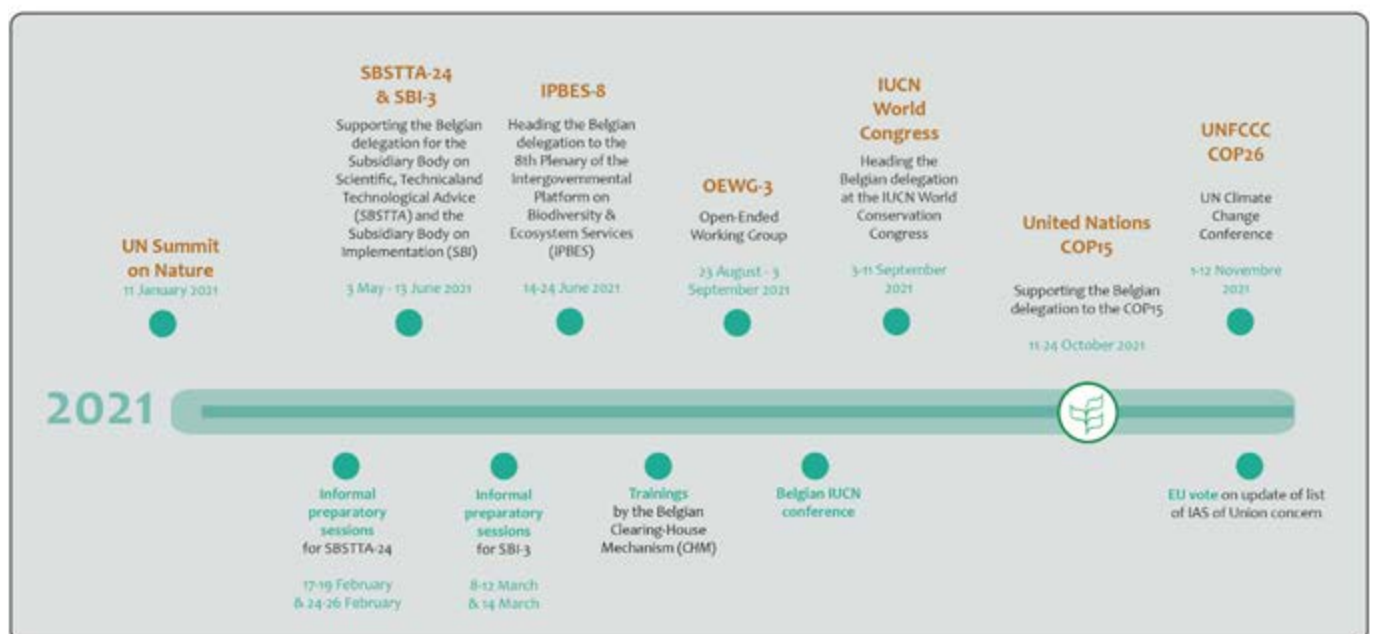 SBSTTA-24
& SBI-3
Supporting the Belgian
delegation for the
Subsidiary Body on
Scientific, Technicaland
Technological Advice
(SBSTTA) and the
Subsidiary Body on
Implementation (SBI)
3 May - 13 June 2021
IPBES-8
Heading the Belgian
delegation to the
8th Plenary of the
Intergovernmental
Platform on
Biodiversity &
Ecosystem Services
(IPBES)
14-24 June 2021
OEWG-3
Open-Ended
Working Group
23 August - 3
September 2021
IUCN
World
Congress
Heading the
Belgian delegation
at the IUCN World
Conservation
Congress
3-11 September
2021
United Nations
COP15
Supporting the Belgian
delegation to the COP15
11-24 October 2021
UNFCCC
COP26
UN Climate
Change
Conference
1-12 Novembre
2021
UN Summit
on Nature
11 January 2021
2021
Informal
preparatory
sessions
for SBSTTA-24
17-19 February
& 24-26 February
Informal
preparatory
sessions
for SBI-3
8-12 March
& 14 March
Trainings
by the Belgian
Clearing-House
Mechanism (CHM)
Belgian IUCN
conference
EU vote on update of list
of IAS of Union concern